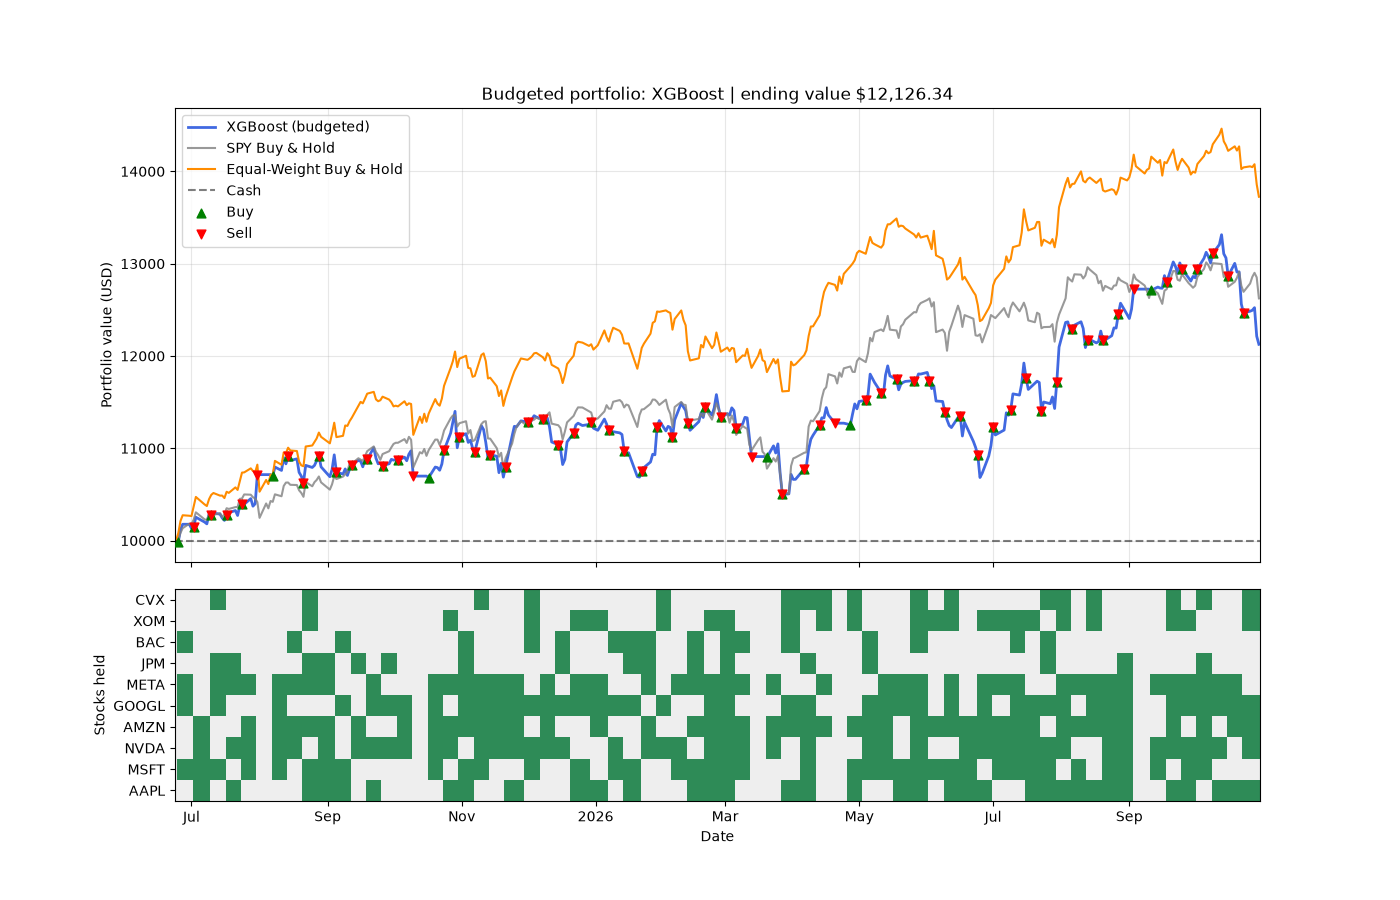 Budgeted portfolio: XGBoost | ending value $12,126.34
XGBoost (budgeted)
SPY Buy & Hold
Equal-Weight Buy & Hold
Cash
Buy
Sell
Portfolio value (USD)
14000
13000
12000
11000
10000
Stocks held
CVX
XOM
BAC
JPM
META
GOOGL
AMZN
NVDA
MSFT
AAPL
Jul Sep Nov 2026 Mar May Jul Sep
Date